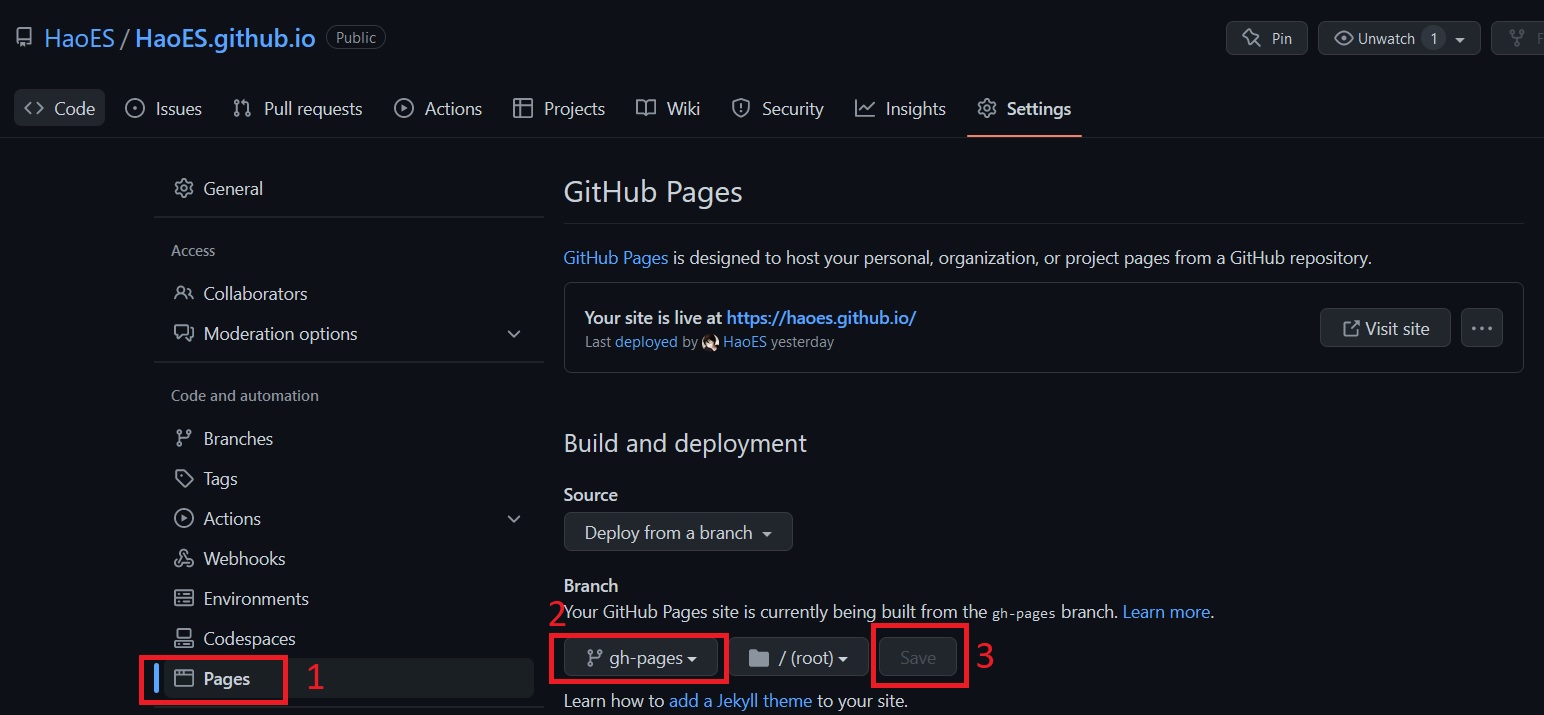 HaoES / HaoES.github.io Public
Pin
Unwatch 1
Code Issues Pull requests Actions Projects Wiki Security Insights Settings
General
Access
Collaborators
Moderation options
Code and automation
Branches
Tags
Actions
Webhooks
Environments
Codespaces
Pages
1
GitHub Pages
GitHub Pages is designed to host your personal, organization, or project pages from a GitHub repository.
Your site is live at https://haoes.github.io/
Last deployed by HaoES yesterday
Visit site
Build and deployment
Source
Deploy from a branch
Branch
Your GitHub Pages site is currently being built from the gh-pages branch. Learn more.
2
gh-pages / (root) Save
3
Learn how to add a Jekyll theme to your site.